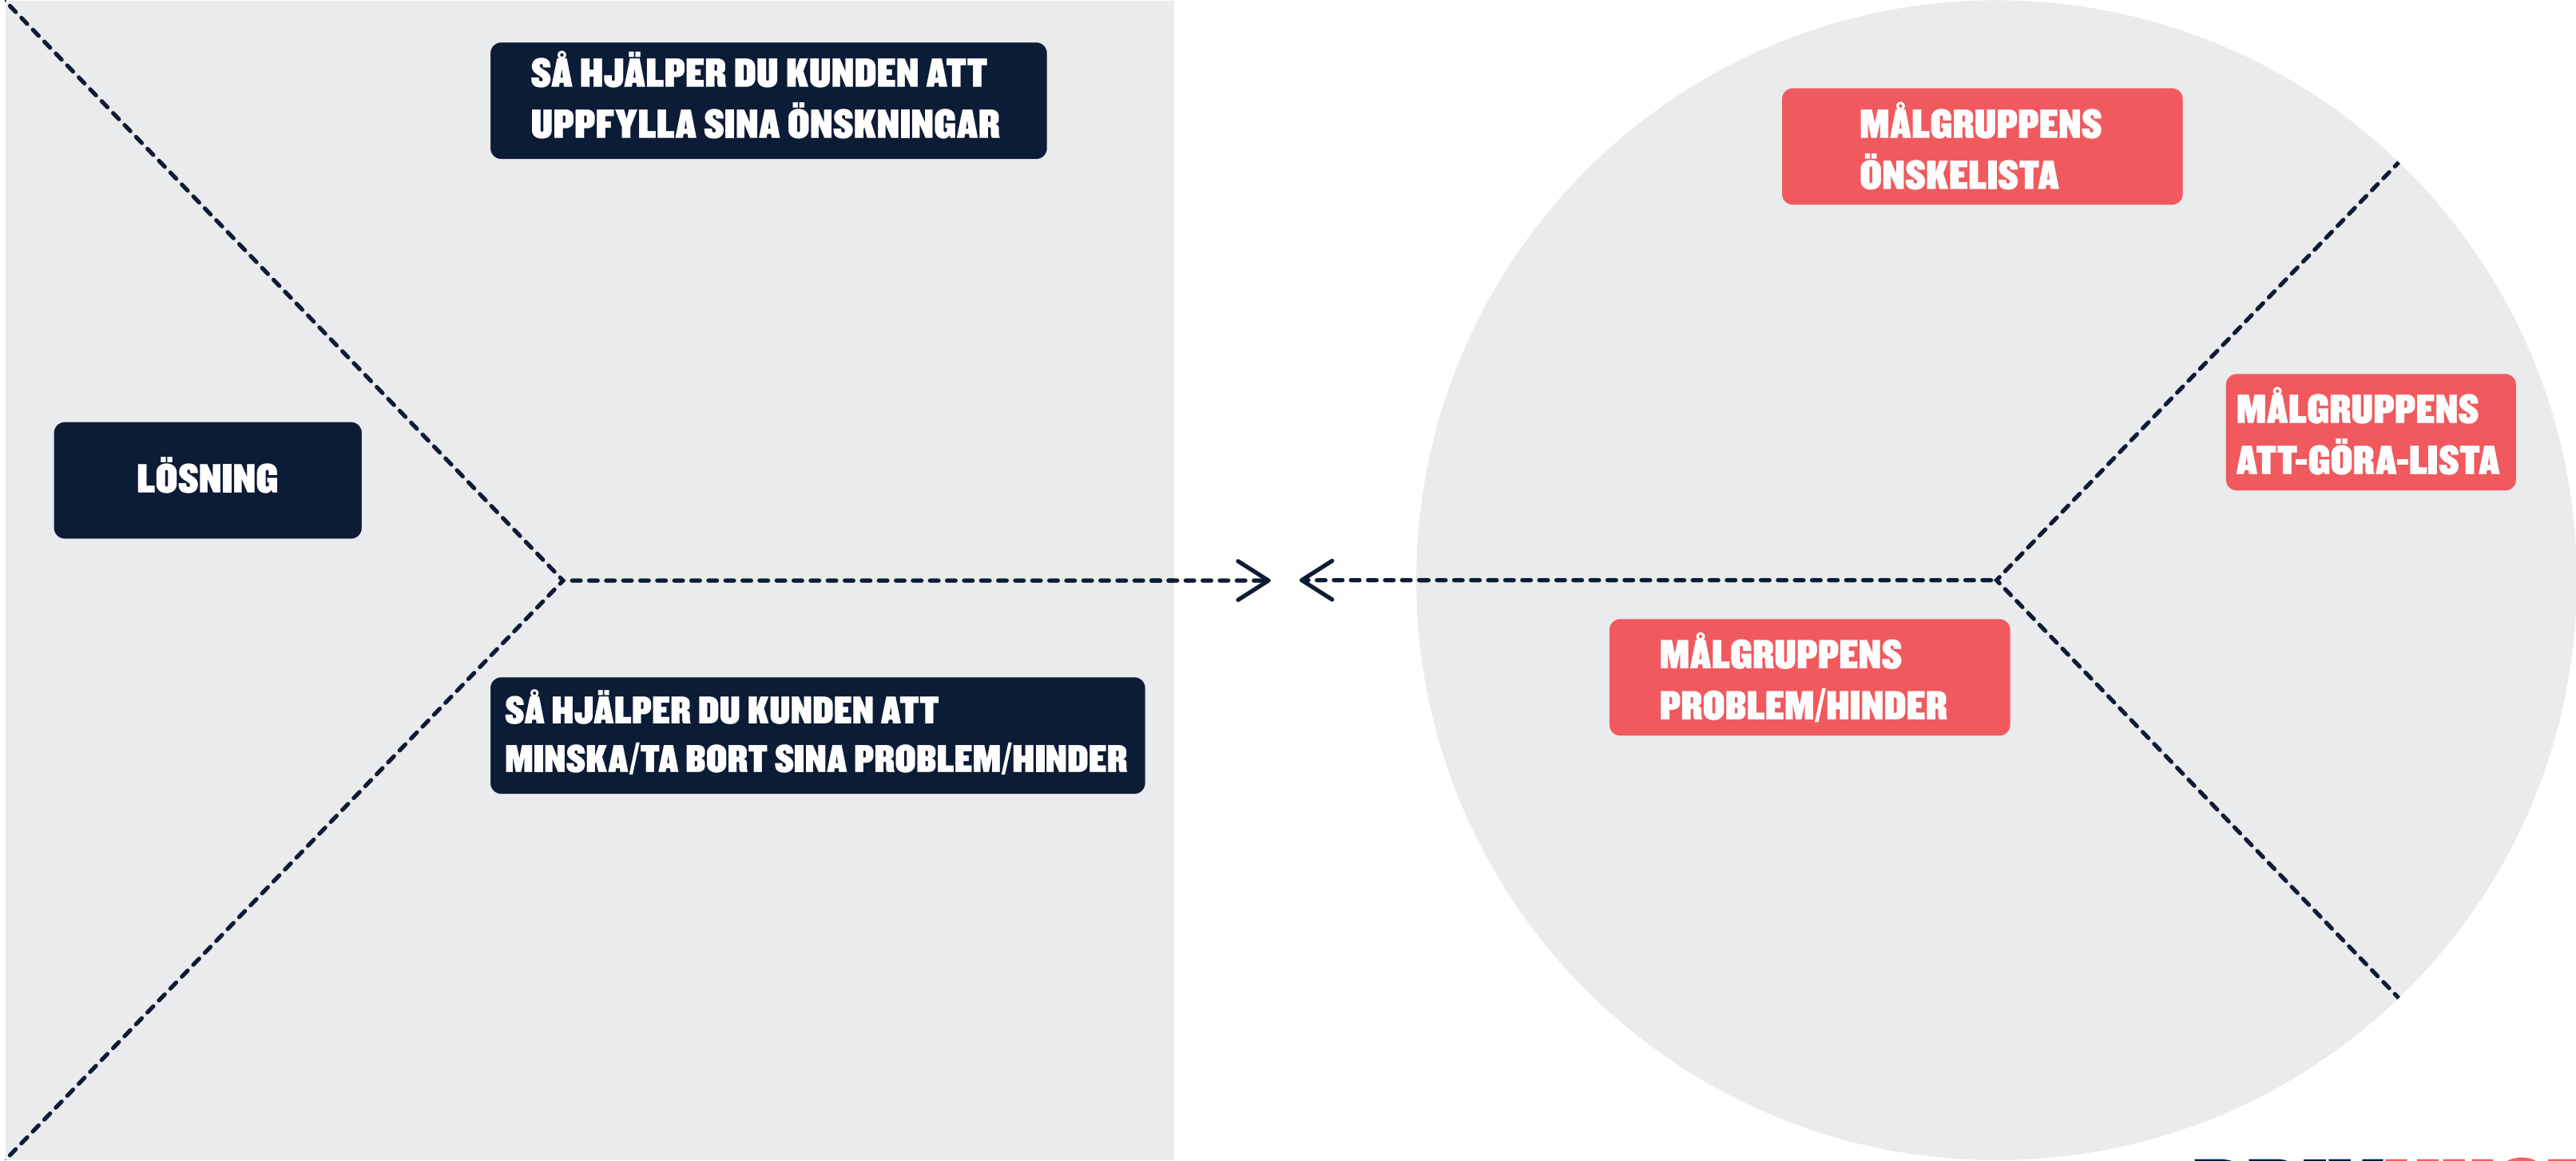 SÅ HJÄLPER DU KUNDEN ATT
UPPFYLLA SINA ÖNSKNINGAR
LÖSNING
SÅ HJÄLPER DU KUNDEN ATT
MINSKA/TA BORT SINA PROBLEM/HINDER
MÅLGRUPPENS
ÖNSKELISTA
MÅLGRUPPENS
ATT-GÖRA-LISTA
MÅLGRUPPENS
PROBLEM/HINDER